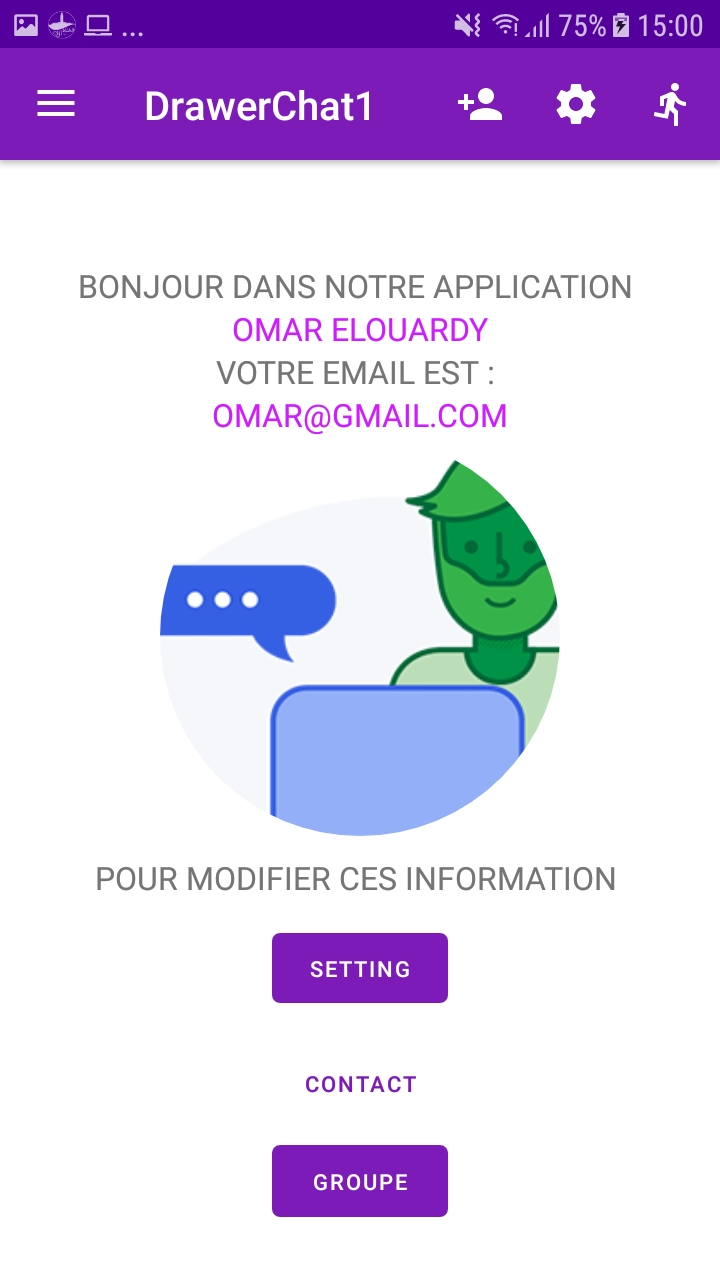 ... 75% 15:00
DrawerChat1
BONJOUR DANS NOTRE APPLICATION
OMAR ELOUARDY
VOTRE EMAIL EST :
OMAR@GMAIL.COM
POUR MODIFIER CES INFORMATION
SETTING
CONTACT
GROUPE